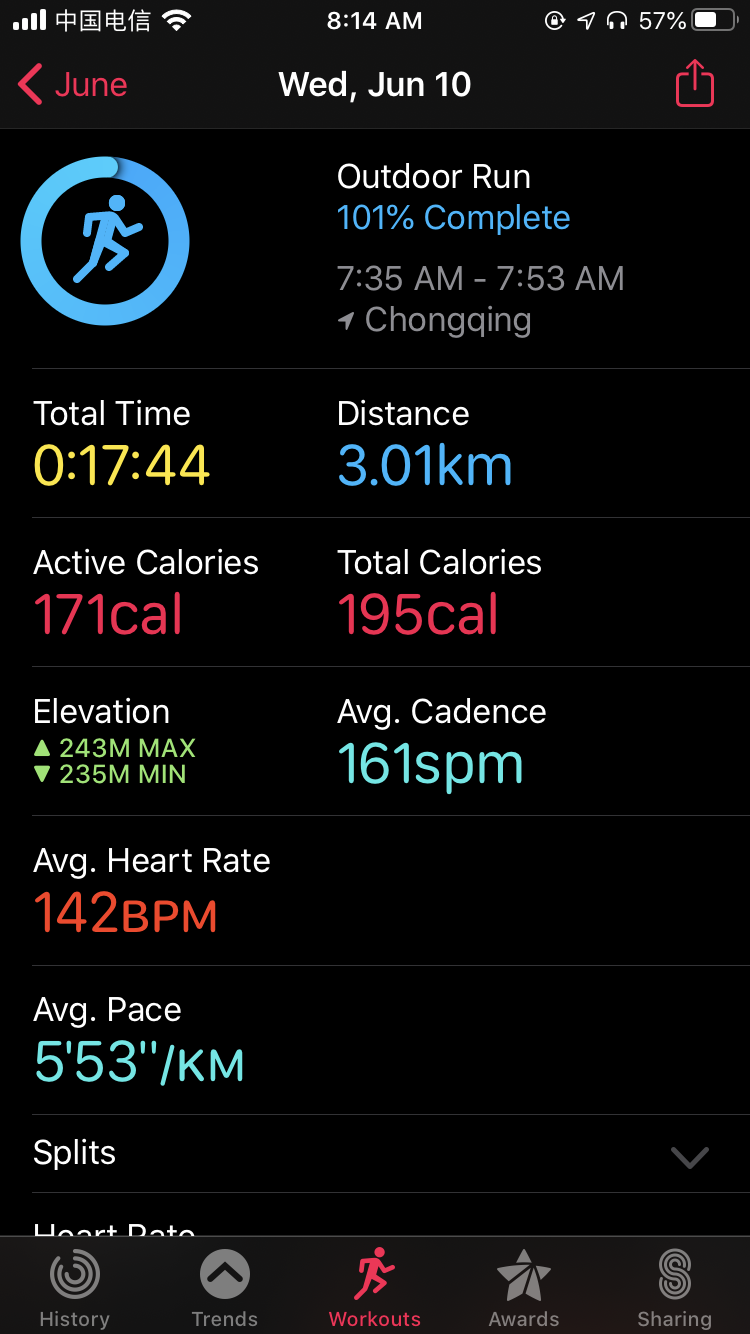 中国电信 8:14 AM 57%
June Wed, Jun 10
Outdoor Run
101% Complete
7:35 AM - 7:53 AM
Chongqing
Total Time Distance
0:17:44 3.01km
Active Calories Total Calories
171cal 195cal
Elevation Avg. Cadence
243M MAX 161spm
235M MIN
Avg. Heart Rate
142BPM
Avg. Pace
5'53''/KM
Splits
Heart Rate
History Trends Workouts Awards Sharing